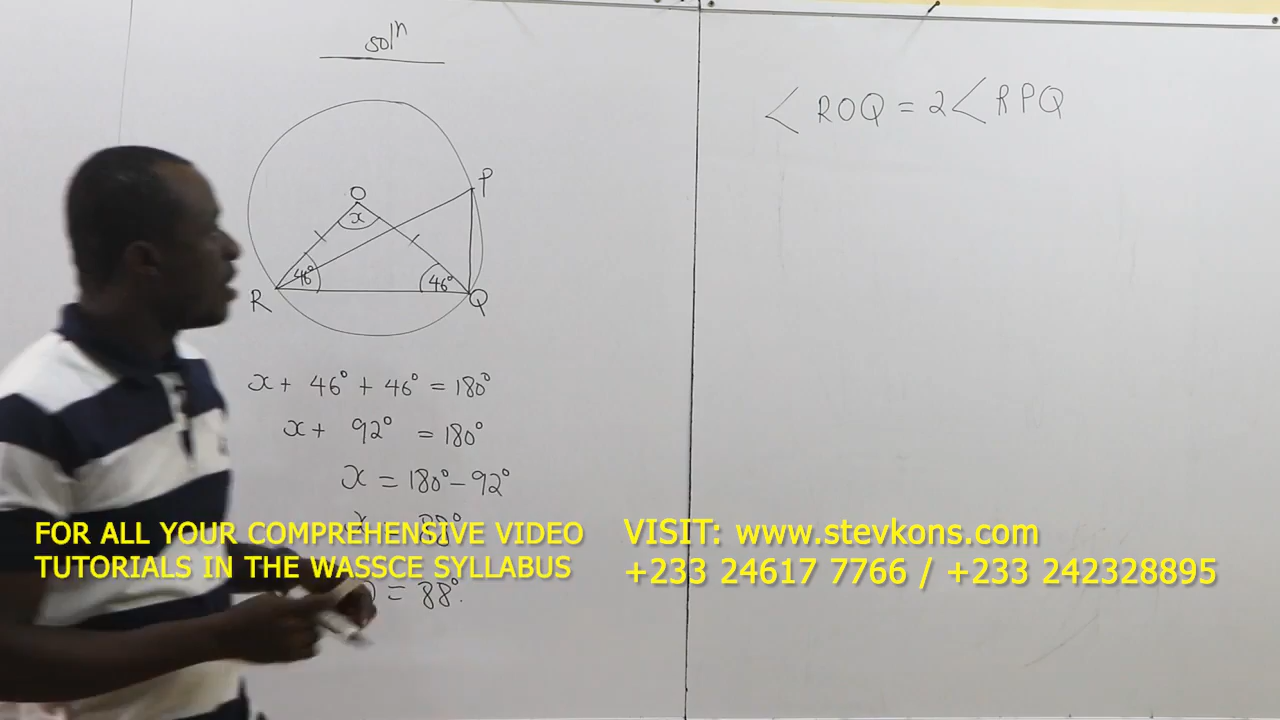 soln
O
x
P
46°
46°
R
Q
x + 46° + 46° = 180°
x + 92° = 180°
x = 180° - 92°
x = 88°
= 88°.
< ROQ = 2 < RPQ
FOR ALL YOUR COMPREHENSIVE VIDEO
TUTORIALS IN THE WASSCE SYLLABUS
VISIT: www.stevkons.com
+233 24617 7766 / +233 242328895